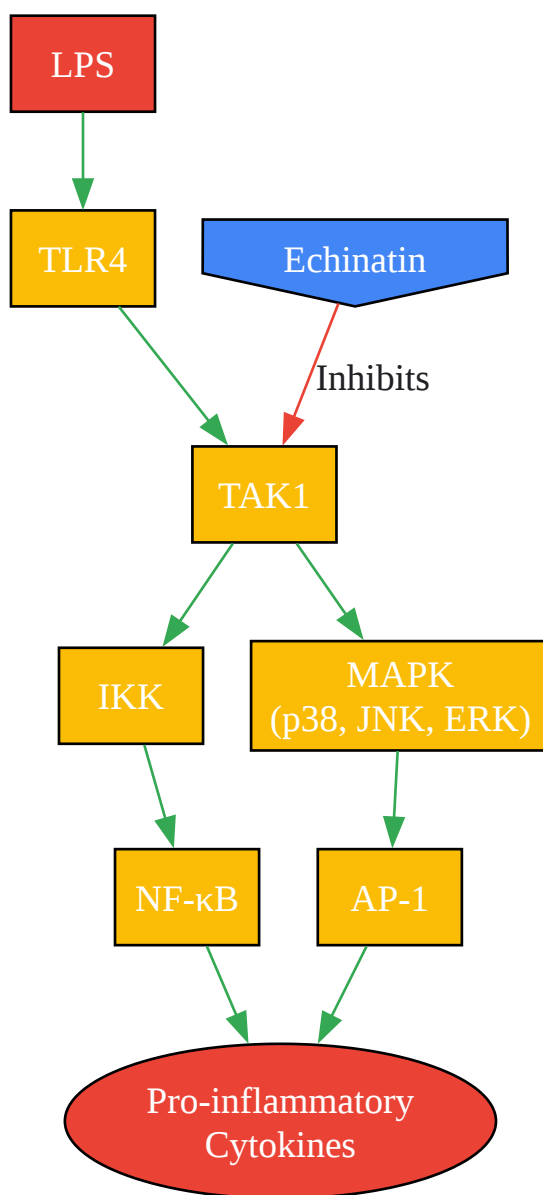 LPS
TLR4
Echinatin
Inhibits
TAK1
IKK
MAPK
(p38, JNK, ERK)
NF-κB
AP-1
Pro-inflammatory
Cytokines